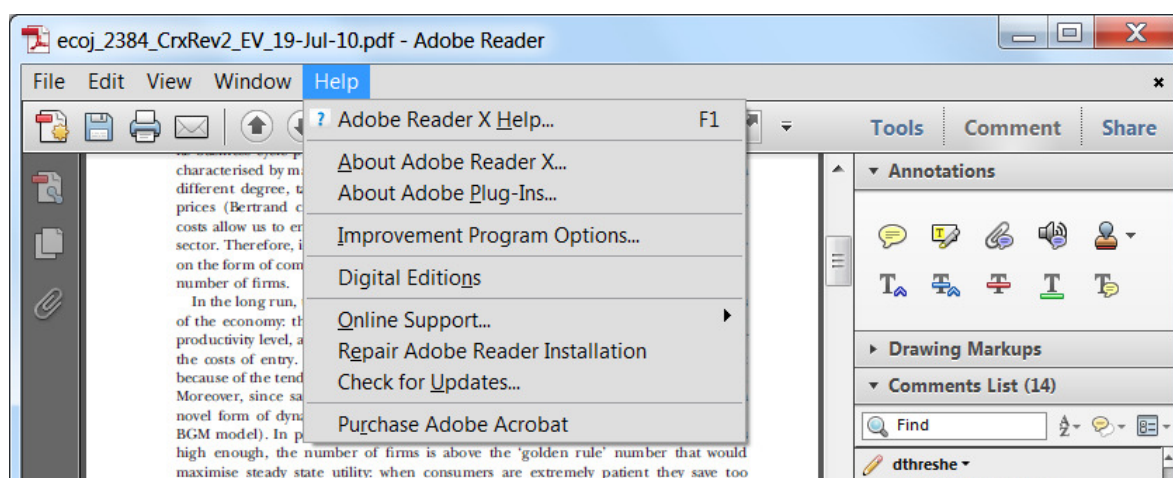 ecoj_2384_CrxRev2_EV_19-Jul-10.pdf - Adobe Reader
File Edit View Window Help
Tools Comment Share
? Adobe Reader X Help... F1
About Adobe Reader X...
About Adobe Plug-Ins...
Improvement Program Options...
Digital Editions
Online Support...
Repair Adobe Reader Installation
Check for Updates...
Purchase Adobe Acrobat
characterised by m
different degree, t
prices (Bertrand c
costs allow us to er
sector. Therefore, i
on the form of com
number of firms.
In the long run,
of the economy: th
productivity level, a
the costs of entry.
because of the tend
Moreover, since sa
novel form of dyna
BGM model). In p
high enough, the number of firms is above the 'golden rule' number that would
maximise steady state utility: when consumers are extremely patient they save too
Annotations
Drawing Markups
Comments List (14)
Find
dthreshe